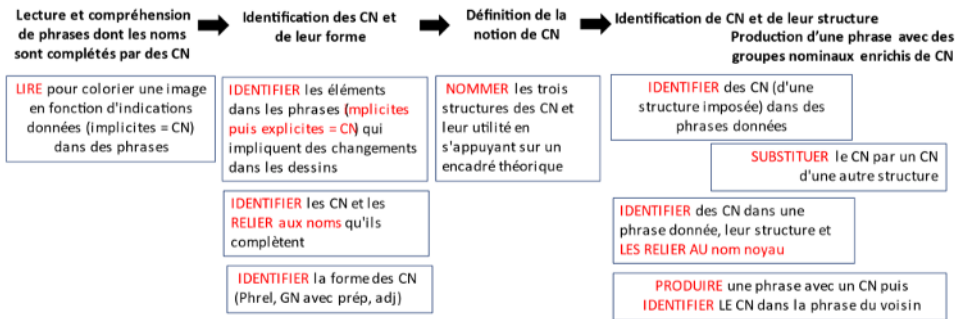 Lecture et compréhension
de phrases dont les noms
sont complétés par des CN
Identification des CN et
de leur forme
Définition de la
notion de CN
Identification de CN et de leur structure
Production d'une phrase avec des
groupes nominaux enrichis de CN
LIRE pour colorier une image
en fonction d'indications
données (implicites = CN)
dans des phrases
IDENTIFIER les éléments
dans les phrases (mplicites
puis explicites = CN) qui
impliquent des changements
dans les dessins
IDENTIFIER les CN et les
RELIER aux noms qu'ils
complètent
IDENTIFIER la forme des CN
(Phrel, GN avec prép, adj)
NOMMER les trois
structures des CN et
leur utilité en
s'appuyant sur un
encadré théorique
IDENTIFIER des CN (d'une
structure imposée) dans des
phrases données
SUBSTITUER le CN par un CN
d'une autre structure
IDENTIFIER des CN dans une
phrase donnée, leur structure et
LES RELIER AU nom noyau
PRODUIRE une phrase avec un CN puis
IDENTIFIER LE CN dans la phrase du voisin